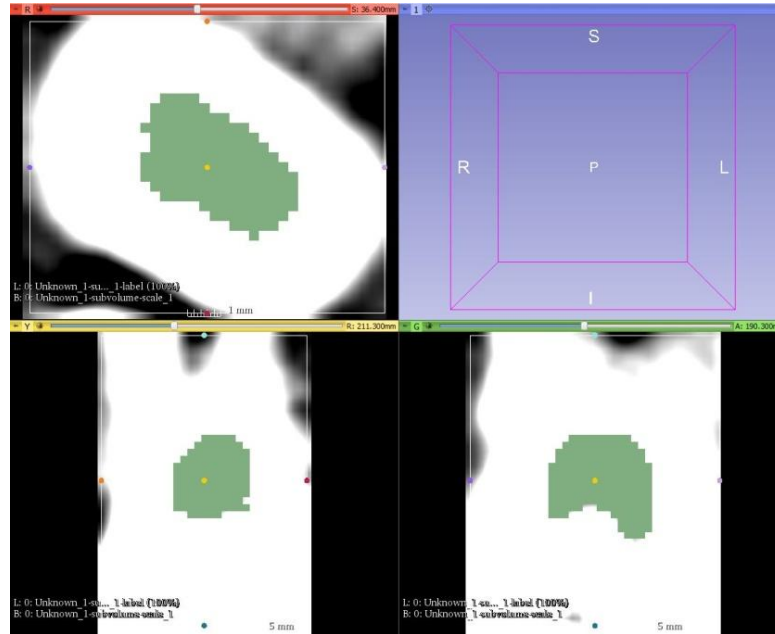 R S: 36.400mm
1
S
R P L
I
L: 0: Unknown_1-su..._1-label (100%)
B: 0: Unknown_1-subvolume-scale_1
1 mm
Y R: 211.300mm
G A: 190.300mm
L: 0: Unknown_1-su..._1-label (100%)
B: 0: Unknown_1-subvolume-scale_1
5 mm
L: 0: Unknown_1-su..._1-label (100%)
B: 0: Unknown_1-subvolume-scale_1
5 mm